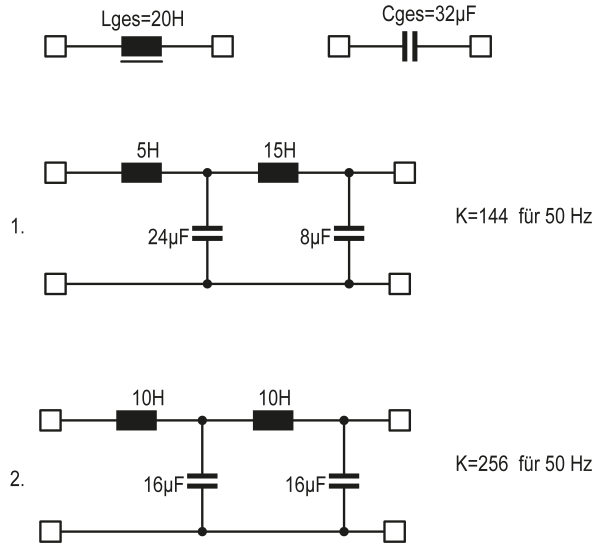 Lges=20H
Cges=32µF
5H
15H
1.
24µF
8µF
K=144 für 50 Hz
10H
10H
2.
16µF
16µF
K=256 für 50 Hz